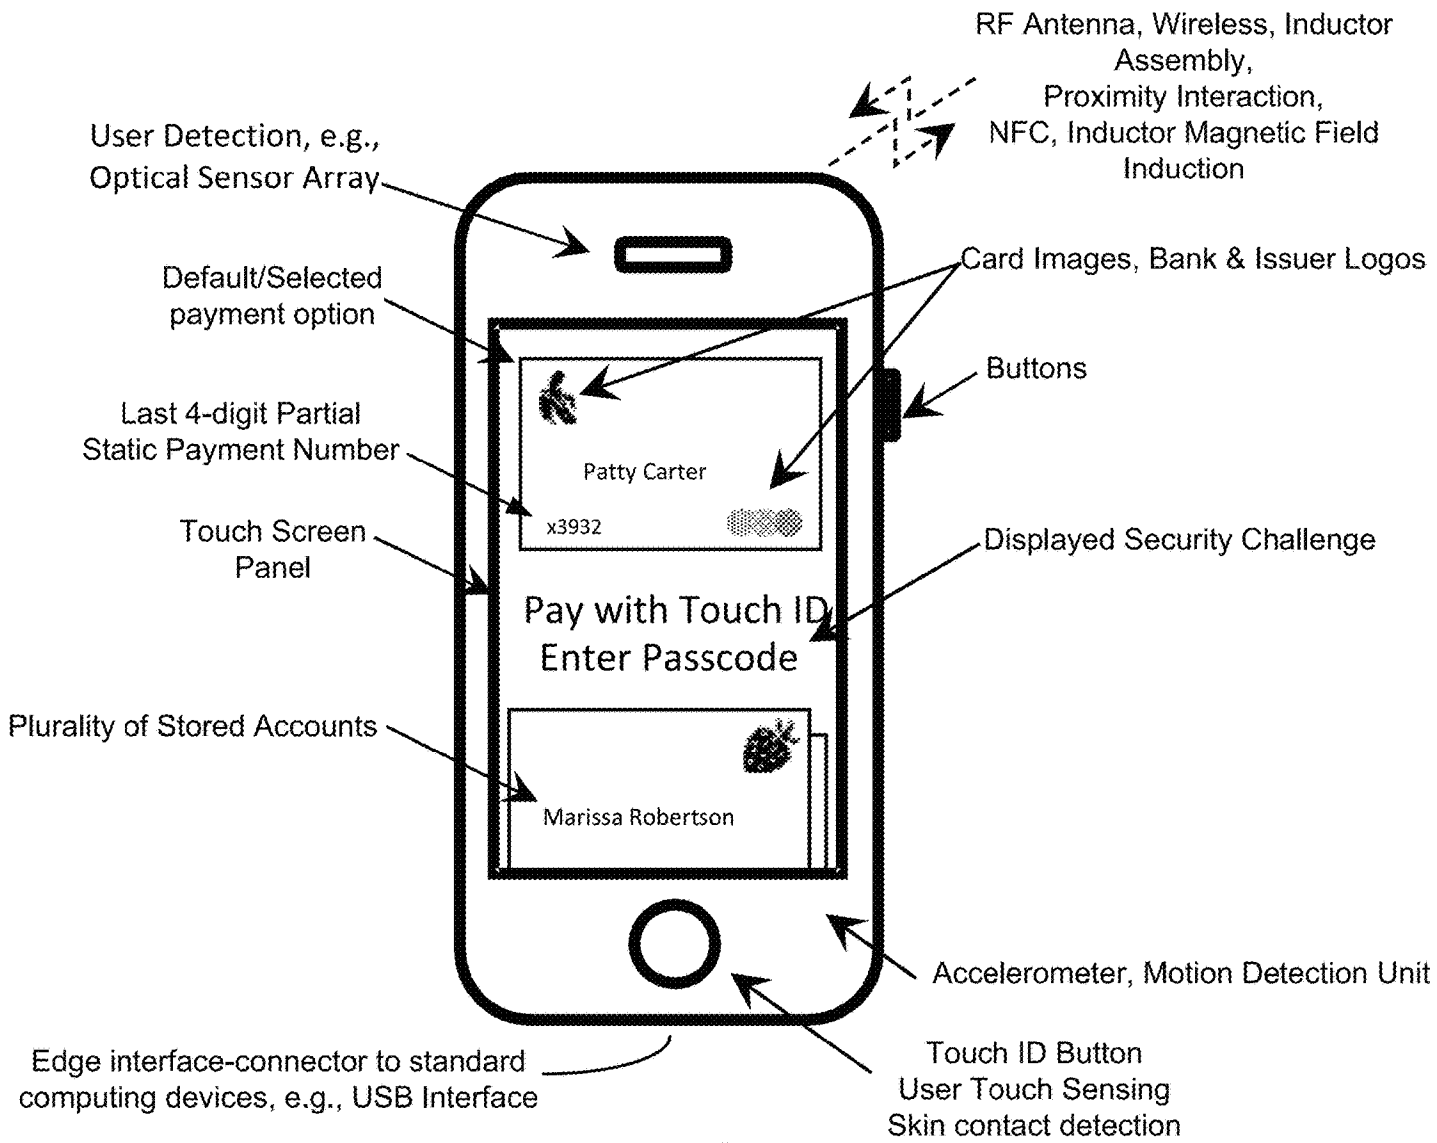 RF Antenna, Wireless, Inductor
Assembly,
Proximity Interaction,
NFC, Inductor Magnetic Field
Induction
User Detection, e.g.,
Optical Sensor Array
Card Images, Bank & Issuer Logos
Default/Selected
payment option
Buttons
Last 4-digit Partial
Static Payment Number
Patty Carter
x3932
Touch Screen
Panel
Displayed Security Challenge
Pay with Touch ID
Enter Passcode
Plurality of Stored Accounts
Marissa Robertson
Accelerometer, Motion Detection Unit
Edge interface-connector to standard
computing devices, e.g., USB Interface
Touch ID Button
User Touch Sensing
Skin contact detection